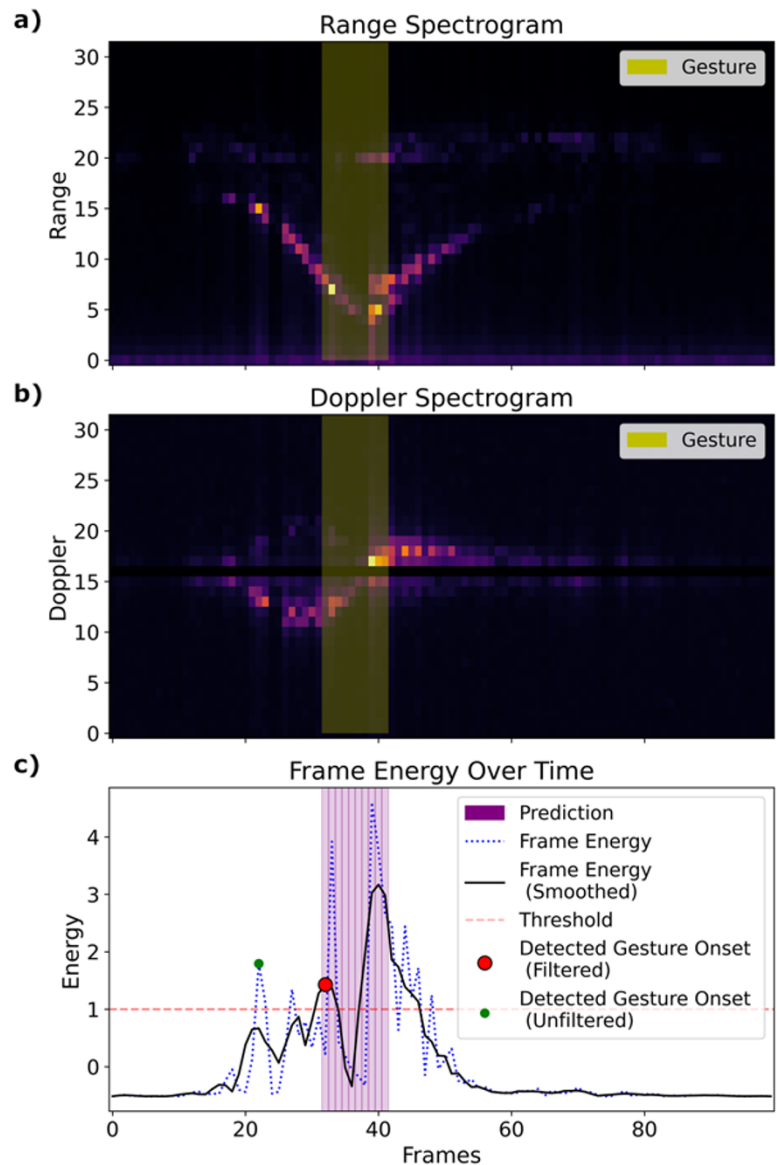 a)
Range Spectrogram
Gesture
30
25
20
15
10
5
0
Range
b)
Doppler Spectrogram
Gesture
30
25
20
15
10
5
0
Doppler
c)
Frame Energy Over Time
Prediction
Frame Energy
Frame Energy
(Smoothed)
Threshold
Detected Gesture Onset
(Filtered)
Detected Gesture Onset
(Unfiltered)
4
3
2
1
0
Energy
0 20 40 60 80
Frames